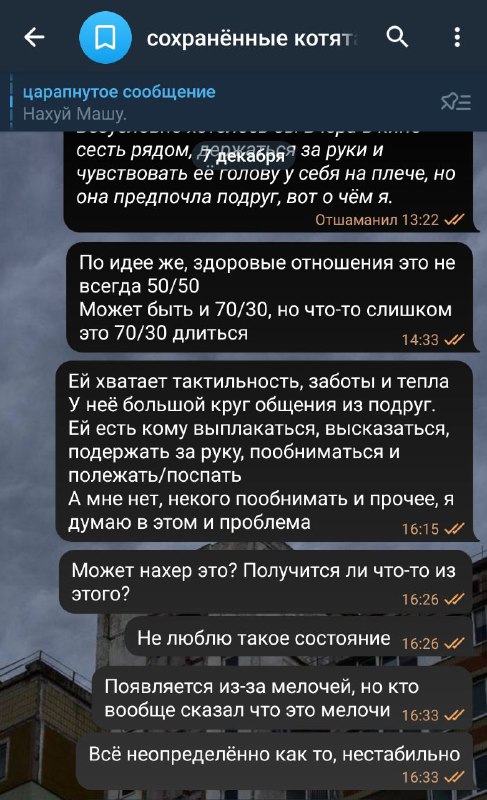 сохранённые котят
царапнутое сообщение
Нахуй Машу.
7 декабря
сесть рядом, держаться за руки и
чувствовать её голову у себя на плече, но
она предпочла подруг, вот о чём я.
Отшаманил 13:22
По идее же, здоровые отношения это не
всегда 50/50
Может быть и 70/30, но что-то слишком
это 70/30 длиться
14:33
Ей хватает тактильность, заботы и тепла
У неё большой круг общения из подруг.
Ей есть кому выплакаться, высказаться,
подержать за руку, пообниматься и
полежать/поспать
А мне нет, некого пообнимать и прочее, я
думаю в этом и проблема
16:15
Может нахер это? Получится ли что-то из
этого?
16:26
Не люблю такое состояние
16:26
Появляется из-за мелочей, но кто
вообще сказал что это мелочи
16:33
Всё неопределённо как то, нестабильно
16:33